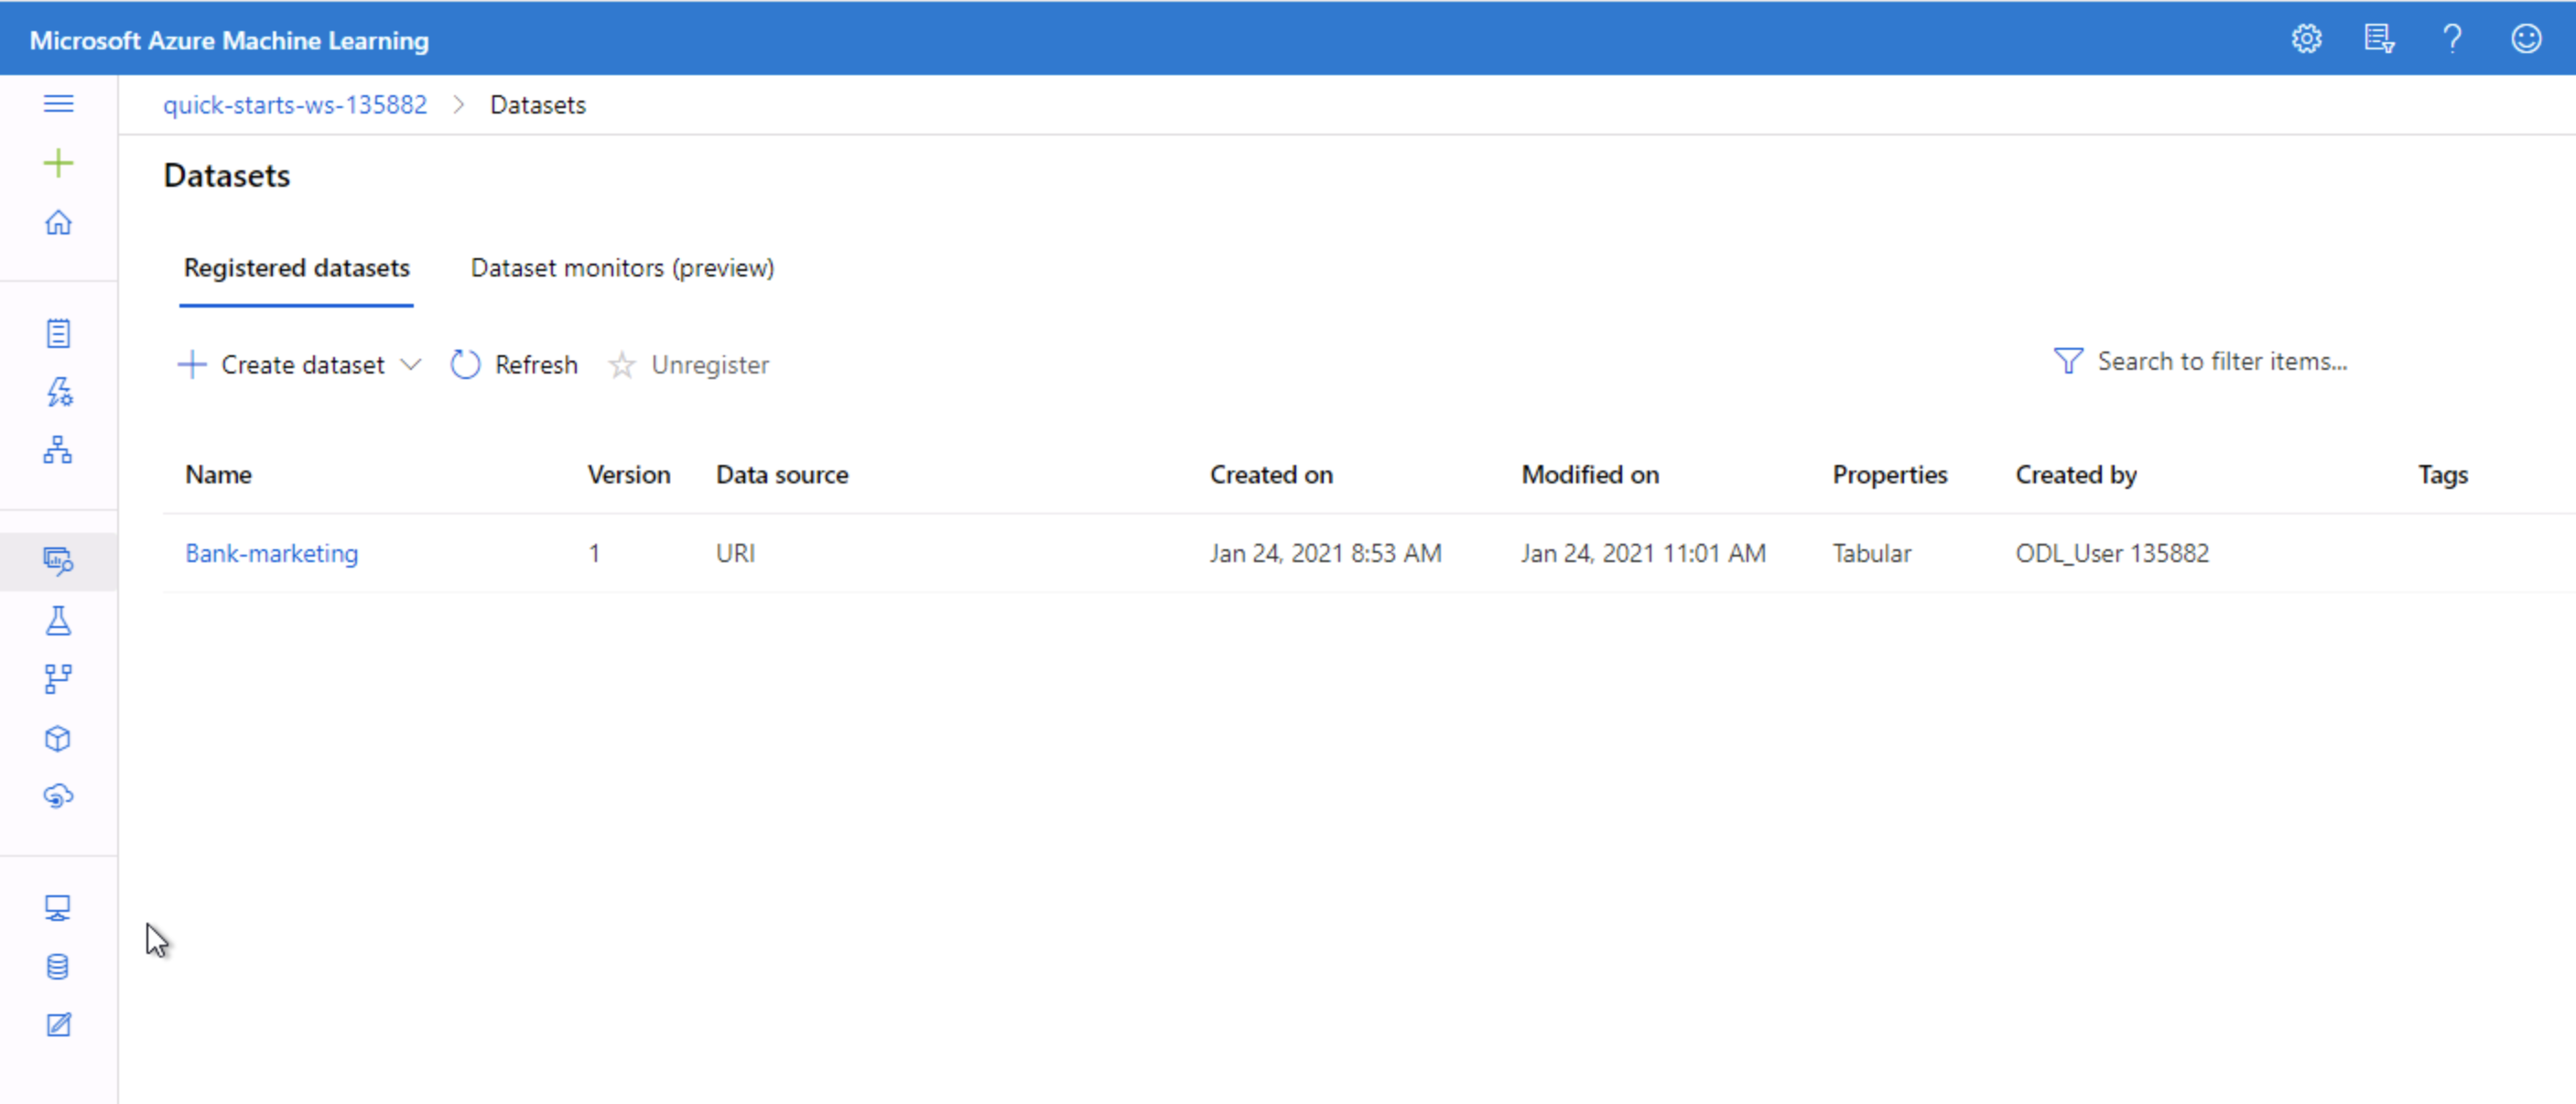 Microsoft Azure Machine Learning
quick-starts-ws-135882 > Datasets
Datasets
Registered datasets Dataset monitors (preview)
Create dataset Refresh Unregister Search to filter items...
Name Version Data source Created on Modified on Properties Created by Tags
Bank-marketing 1 URI Jan 24, 2021 8:53 AM Jan 24, 2021 11:01 AM Tabular ODL_User 135882